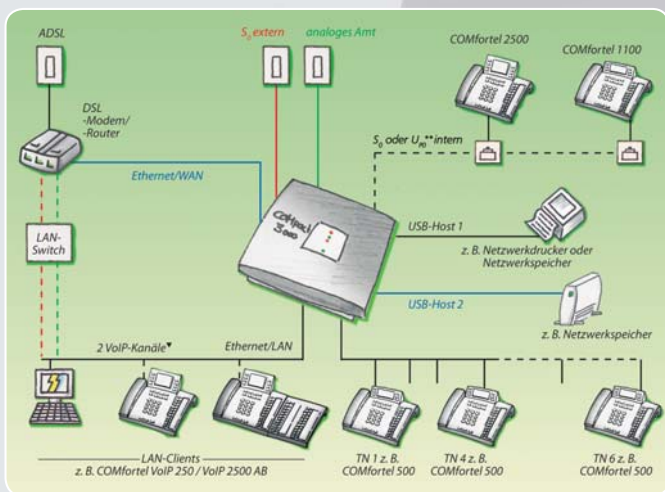 ADSL
S₀ extern
analoges Amt
COMfortel 2500
COMfortel 1100
DSL
-Modem/
-Router
S₀ oder Uₚ₀** intern
Ethernet/WAN
COMpact
3000
LAN-
Switch
USB-Host 1
z. B. Netzwerkdrucker oder
Netzwerkspeicher
USB-Host 2
2 VoIP-Kanäle▼
Ethernet/LAN
z. B. Netzwerkspeicher
LAN-Clients
z. B. COMfortel VoIP 250 / VoIP 2500 AB
TN 1 z. B.
COMfortel 500
TN 4 z. B.
COMfortel 500
TN 6 z. B.
COMfortel 500